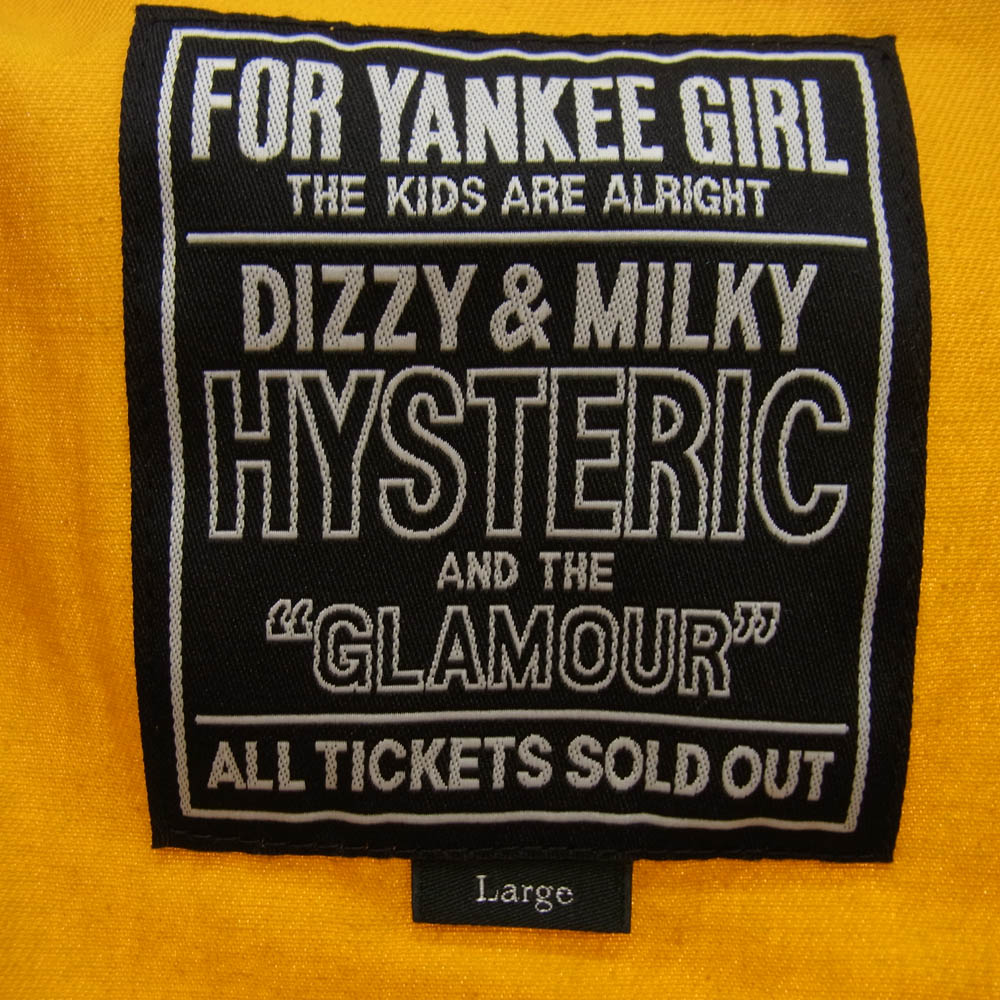 FOR YANKEE GIRL
THE KIDS ARE ALRIGHT
DIZZY & MILKY
HYSTERIC
AND THE
“GLAMOUR”
ALL TICKETS SOLD OUT
Large